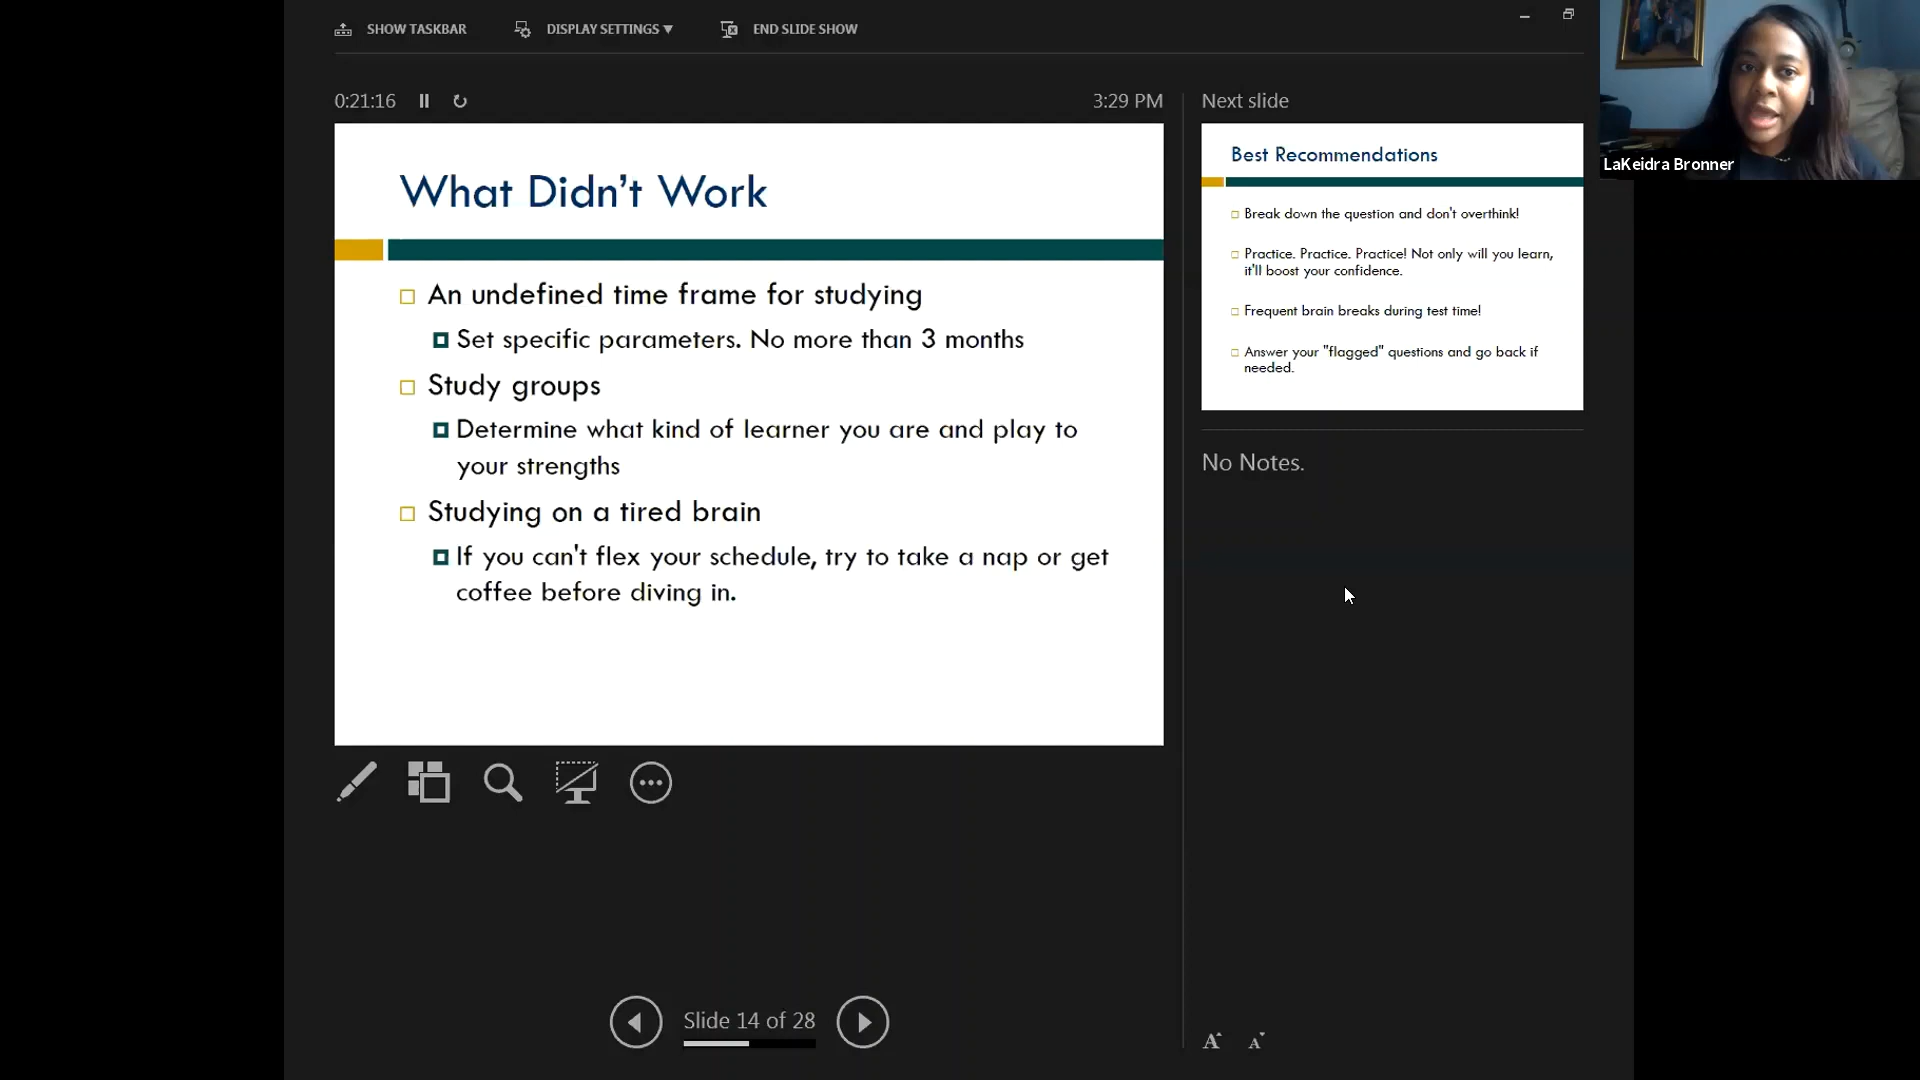 SHOW TASKBAR
DISPLAY SETTINGS ▼
END SLIDE SHOW
0:21:16
3:29 PM
What Didn't Work
An undefined time frame for studying
Set specific parameters. No more than 3 months
Study groups
Determine what kind of learner you are and play to
your strengths
Studying on a tired brain
If you can't flex your schedule, try to take a nap or get
coffee before diving in.
Slide 14 of 28
Next slide
Best Recommendations
Break down the question and don't overthink!
Practice. Practice. Practice! Not only will you learn,
it'll boost your confidence.
Frequent brain breaks during test time!
Answer your "flagged" questions and go back if
needed.
No Notes.
A A
LaKeidra Bronner